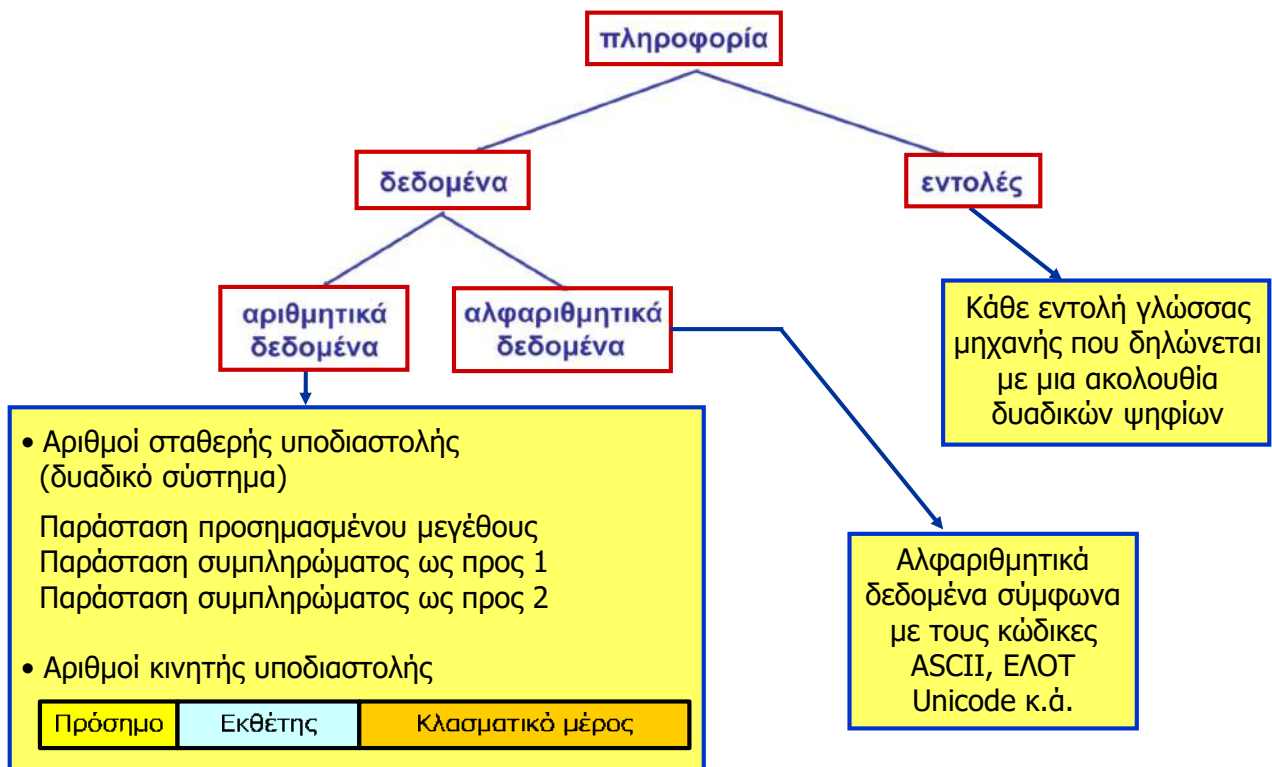 πληροφορία
δεδομένα
εντολές
αριθμητικά
δεδομένα
αλφαριθμητικά
δεδομένα
Κάθε εντολή γλώσσας
μηχανής που δηλώνεται
με μια ακολουθία
δυαδικών ψηφίων
• Αριθμοί σταθερής υποδιαστολής
(δυαδικό σύστημα)
Παράσταση προσημασμένου μεγέθους
Παράσταση συμπληρώματος ως προς 1
Παράσταση συμπληρώματος ως προς 2
• Αριθμοί κινητής υποδιαστολής
Πρόσημο Εκθέτης Κλασματικό μέρος
Αλφαριθμητικά
δεδομένα σύμφωνα
με τους κώδικες
ASCII, ΕΛΟΤ
Unicode κ.ά.